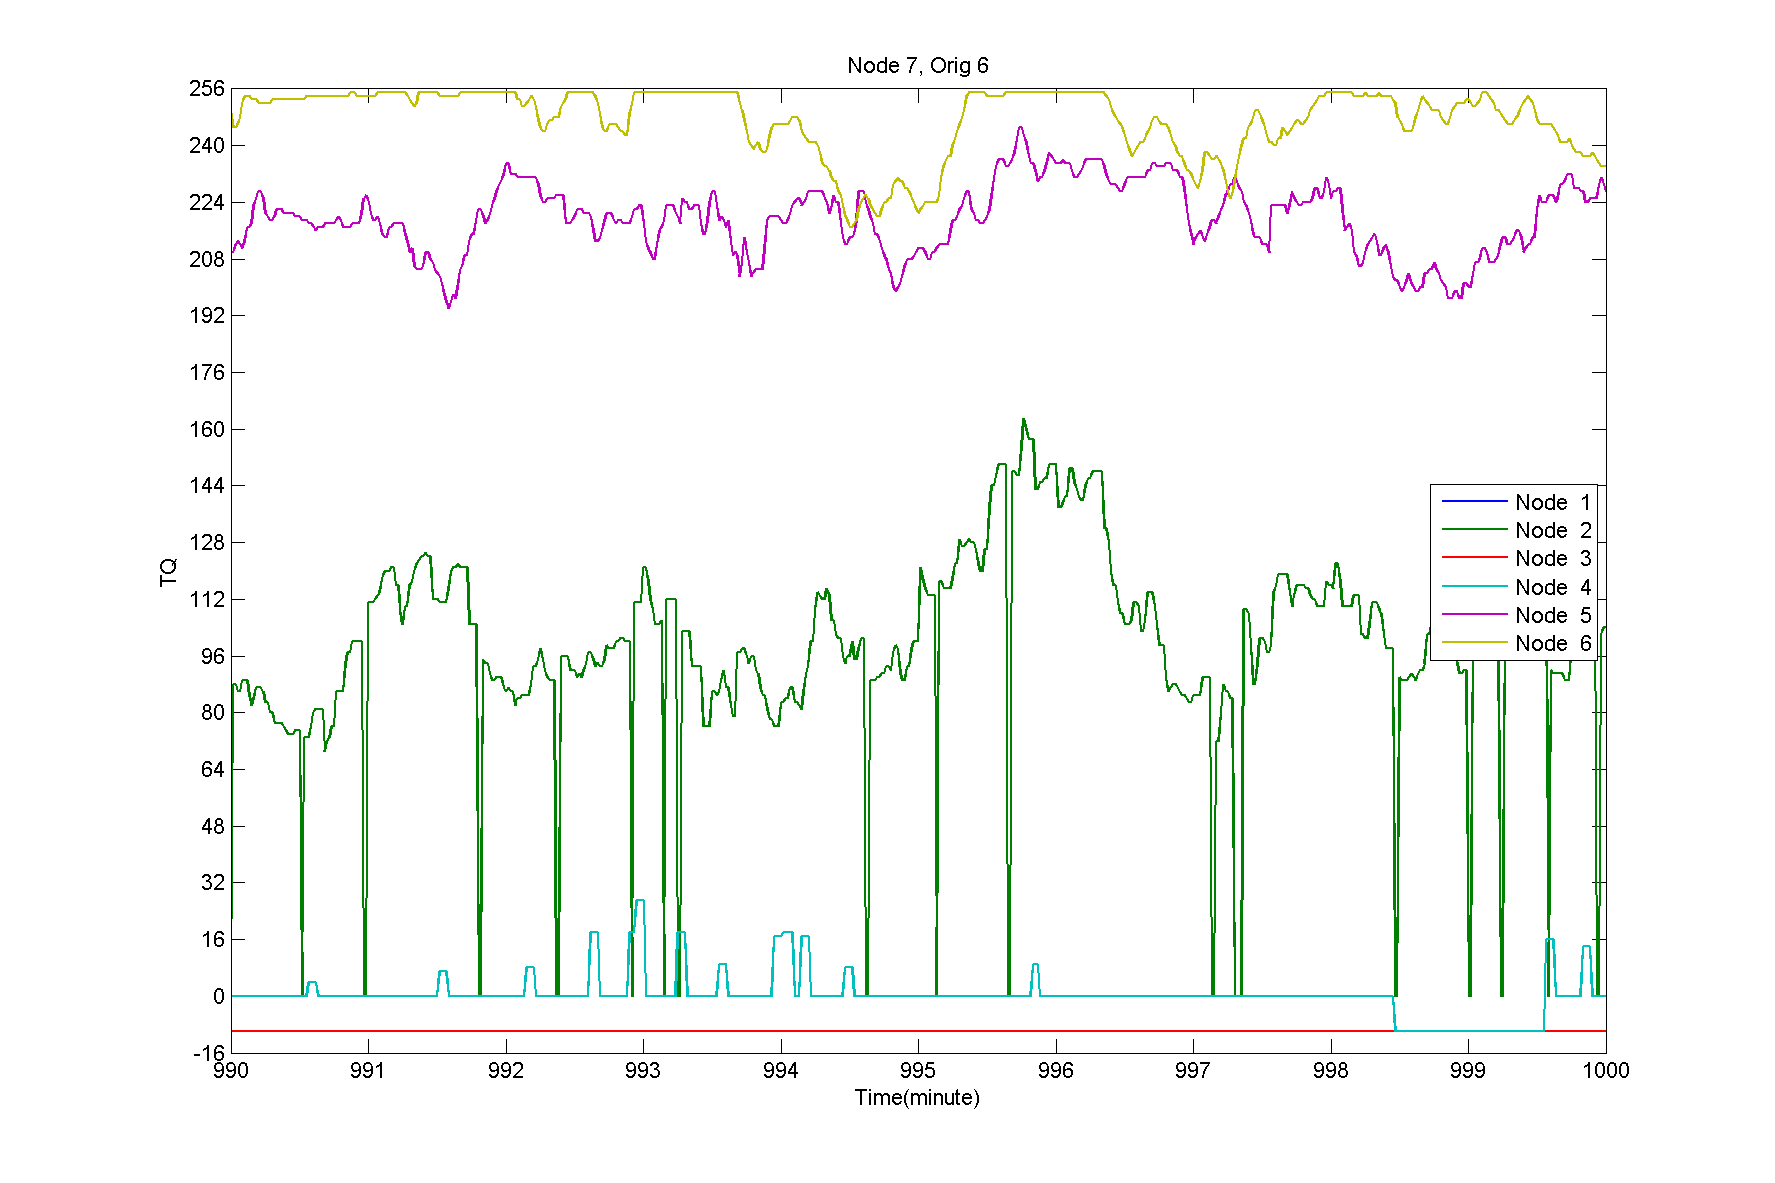 Node 7, Orig 6
256
240
224
208
192
176
160
144
128
112
96
80
64
48
32
16
0
-16
TQ
Node 1
Node 2
Node 3
Node 4
Node 5
Node 6
990 991 992 993 994 995 996 997 998 999 1000
Time(minute)